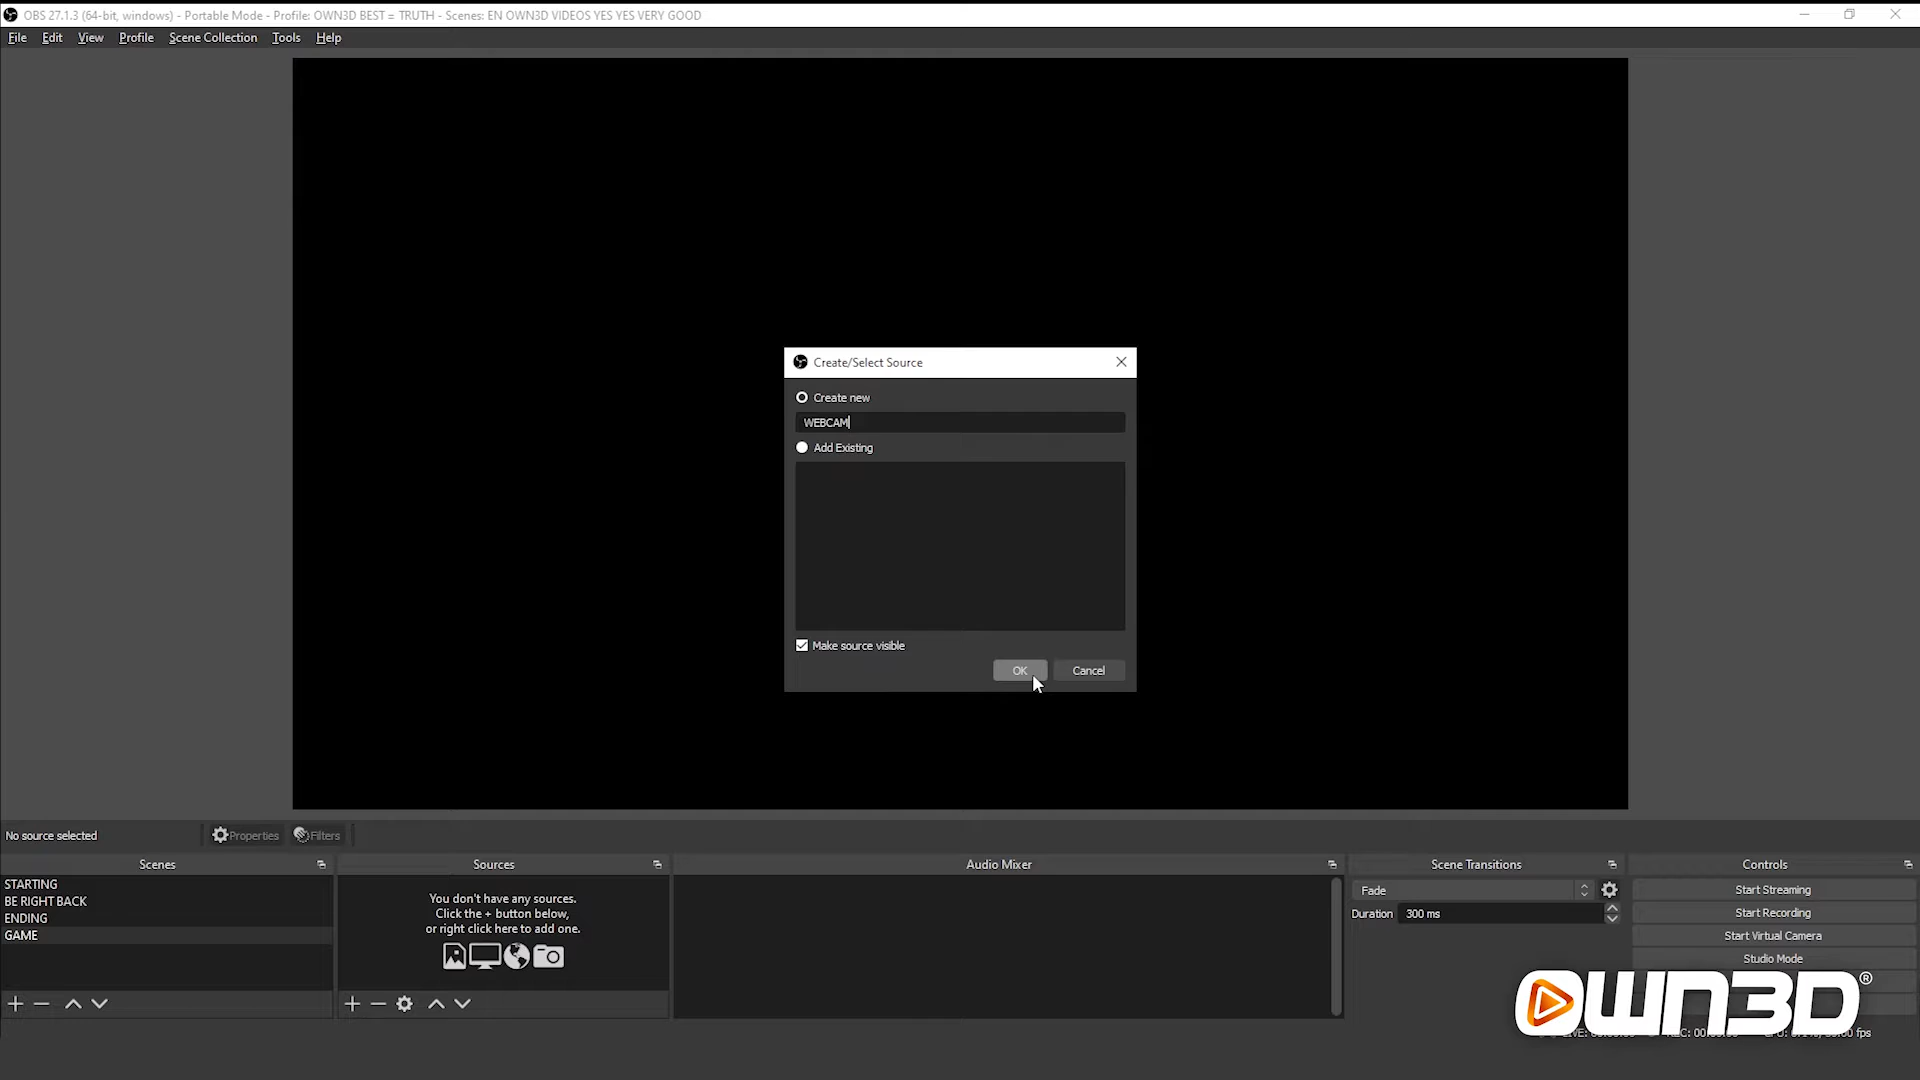 OBS 27.1.3 (64-bit, windows) - Portable Mode - Profile: OWN3D BEST = TRUTH - Scenes: EN OWN3D VIDEOS YES YES VERY GOOD
File Edit View Profile Scene Collection Tools Help
Create/Select Source
Create new
WEBCAM
Add Existing
Make source visible
OK Cancel
No source selected Properties Filters
Scenes Sources Audio Mixer Scene Transitions Controls
STARTING
BE RIGHT BACK
ENDING
GAME
You don't have any sources.
Click the + button below,
or right click here to add one.
Fade
Duration 300 ms
Start Streaming
Start Recording
Start Virtual Camera
Studio Mode
OWN3D®
fps